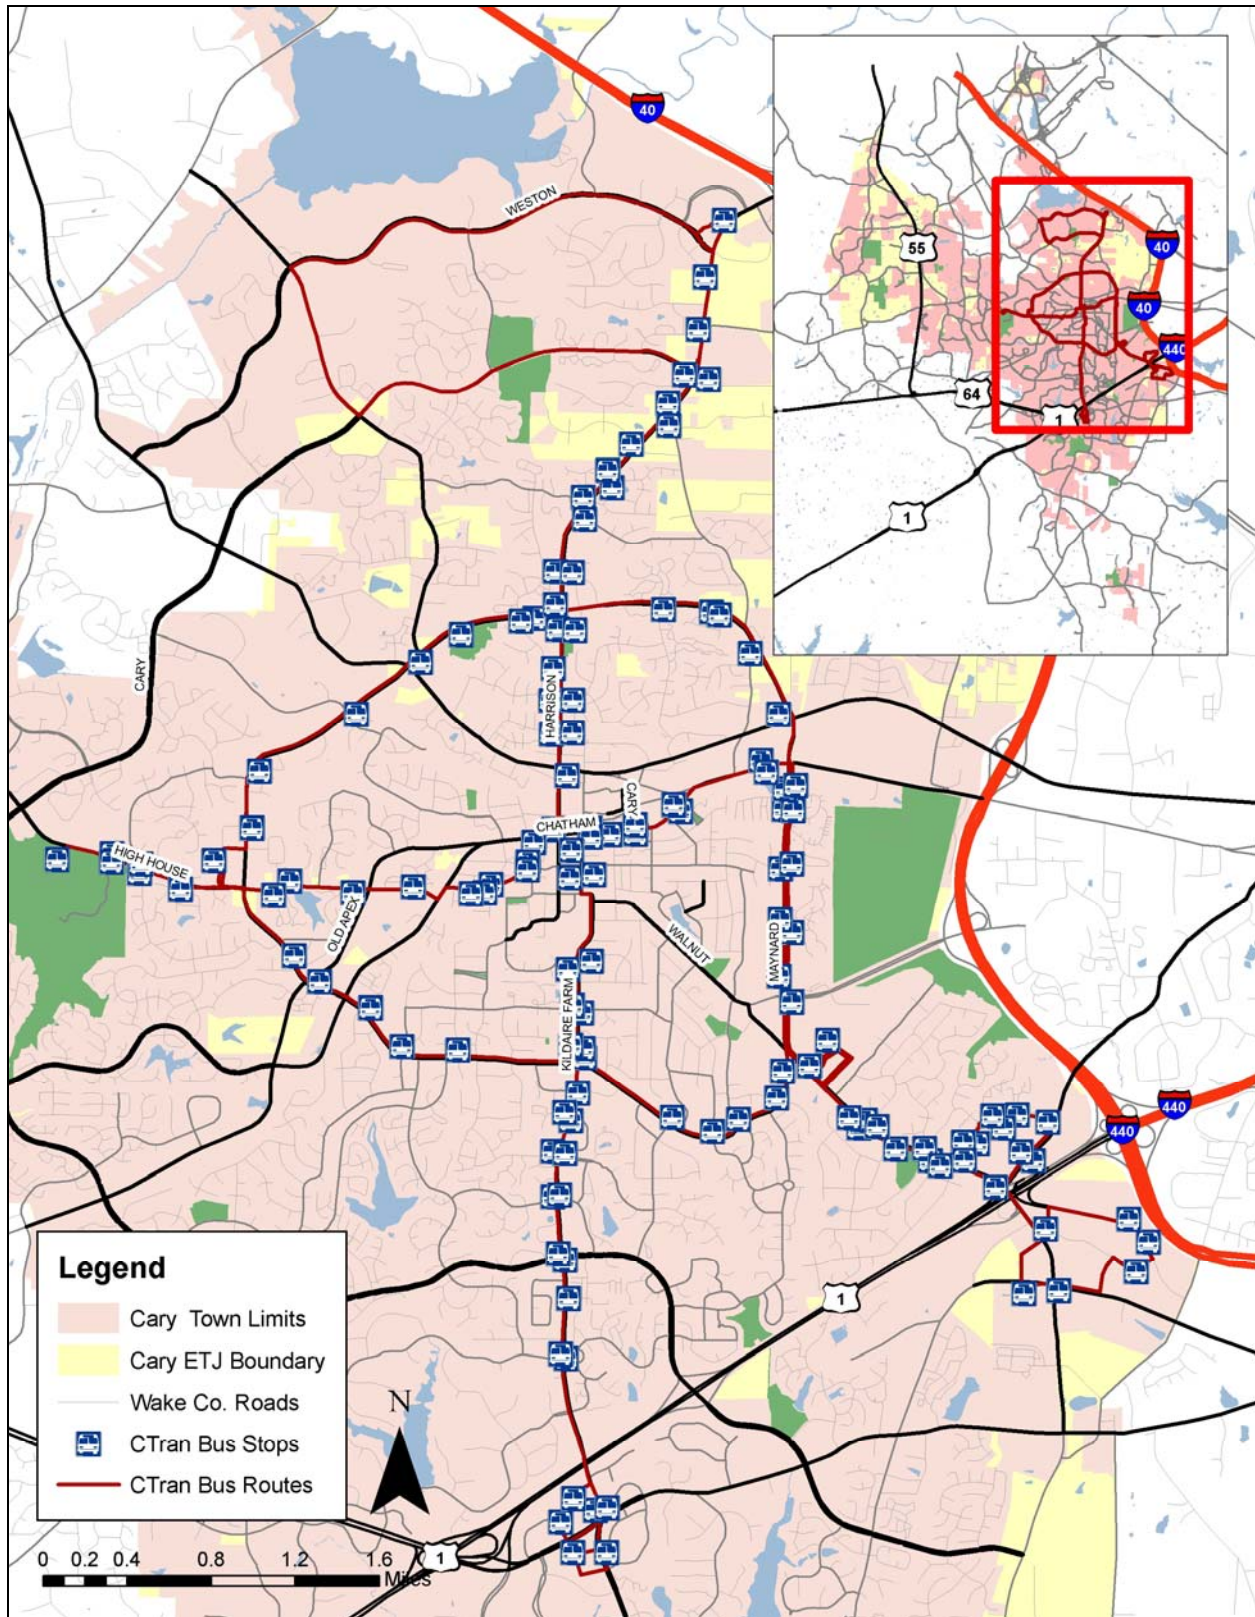 40
WESTON
55
40
40
440
64
1
1
CARY
HARRISON
CARY
CHATHAM
HIGH HOUSE
OLD APEX
WALNUT
MAYNARD
KILDAIRE FARM
440
440
1
Legend
Cary Town Limits
Cary ETJ Boundary
Wake Co. Roads
CTran Bus Stops
CTran Bus Routes
N
0 0.2 0.4 0.8 1.2 1.6
Miles
1